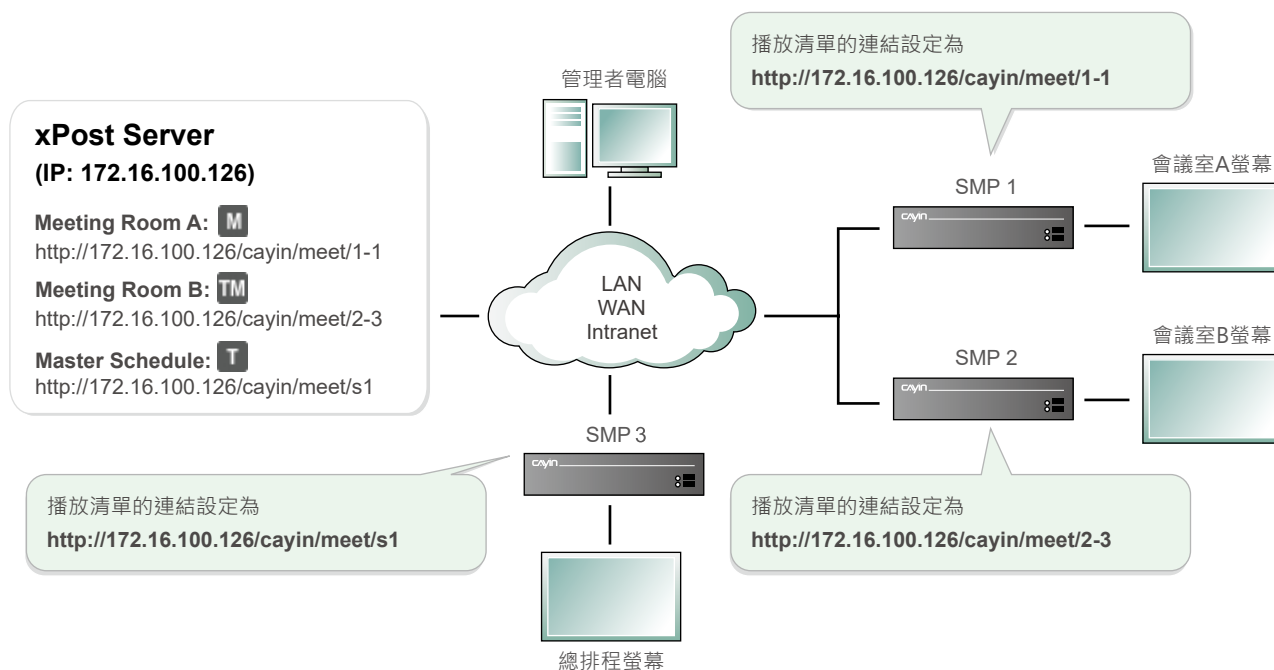 xPost Server
(IP: 172.16.100.126)
Meeting Room A: M
http://172.16.100.126/cayin/meet/1-1
Meeting Room B: TM
http://172.16.100.126/cayin/meet/2-3
Master Schedule: T
http://172.16.100.126/cayin/meet/s1
管理者電腦
LAN
WAN
Intranet
播放清單的連結設定為
http://172.16.100.126/cayin/meet/1-1
SMP 1
CAYIN
會議室A螢幕
SMP 2
CAYIN
會議室B螢幕
播放清單的連結設定為
http://172.16.100.126/cayin/meet/2-3
SMP 3
CAYIN
播放清單的連結設定為
http://172.16.100.126/cayin/meet/s1
總排程螢幕